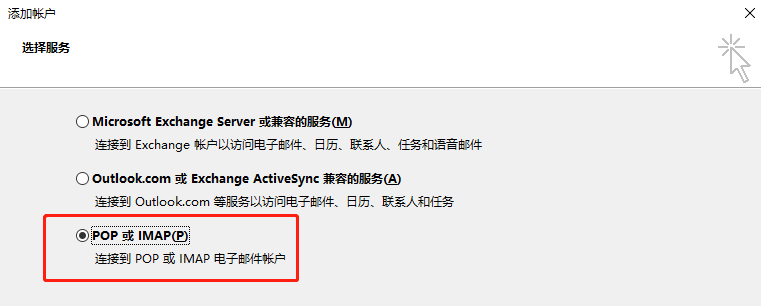 添加帐户
选择服务
Microsoft Exchange Server 或兼容的服务(M)
连接到 Exchange 帐户以访问电子邮件、日历、联系人、任务和语音邮件
Outlook.com 或 Exchange ActiveSync 兼容的服务(A)
连接到 Outlook.com 等服务以访问电子邮件、日历、联系人和任务
POP 或 IMAP(P)
连接到 POP 或 IMAP 电子邮件帐户